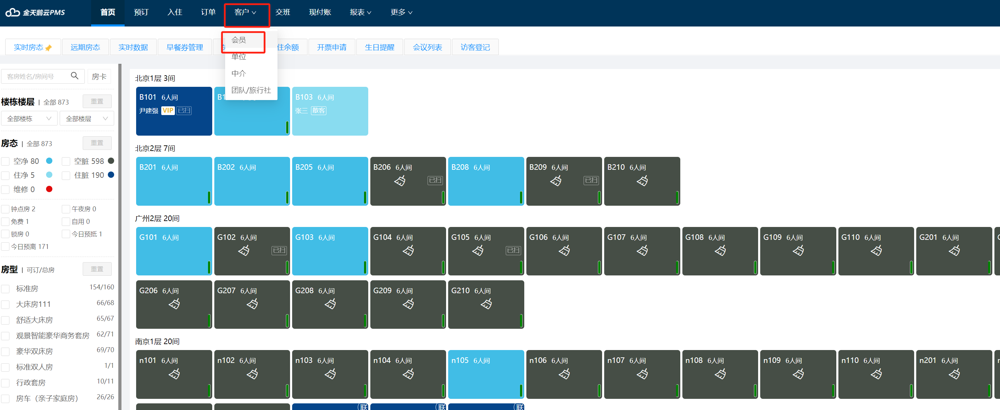 金天鹅云PMS
首页 预订 入住 订单 客户 交班 现付账 报表 更多
会员
单位
中介
团队/旅行社
实时房态 远期房态 实时数据 早餐券管理 住余额 开票申请 生日提醒 会议列表 访客登记
客房姓名/房间号 房卡
楼栋楼层 | 全部 873 重置
全部楼栋 全部楼层
房态 | 全部 873 重置
空净 80 空脏 598
住净 5 住脏 190
维修 0
钟点房 2 午夜房 0
免费 1 自用 0
锁房 0 今日预抵 1
今日预离 171
房型 | 可订/总房 重置
标准房 154/160
大床房111 66/68
舒适大床房 65/67
观景智能豪华商务套房 62/71
豪华双床房 69/70
标准双人房 1/1
行政套房 10/11
房车（亲子家庭房） 26/26
北京1层 3间
B101 6人间 B103 6人间
尹建强 VIP 已扫 张三 散客
北京2层 7间
B201 6人间 B202 6人间 B205 6人间 B206 6人间 B208 6人间 B209 6人间 B210 6人间
已扫 已扫
广州2层 20间
G101 6人间 G102 6人间 G103 6人间 G104 6人间 G105 6人间 G106 6人间 G107 6人间 G108 6人间 G109 6人间 G110 6人间 G201 6人间
已扫 已扫
G206 6人间 G207 6人间 G208 6人间 G209 6人间 G210 6人间
南京1层 20间
n101 6人间 n102 6人间 n103 6人间 n104 6人间 n105 6人间 n106 6人间 n107 6人间 n108 6人间 n109 6人间 n110 6人间 n201 6人间
联 联 联